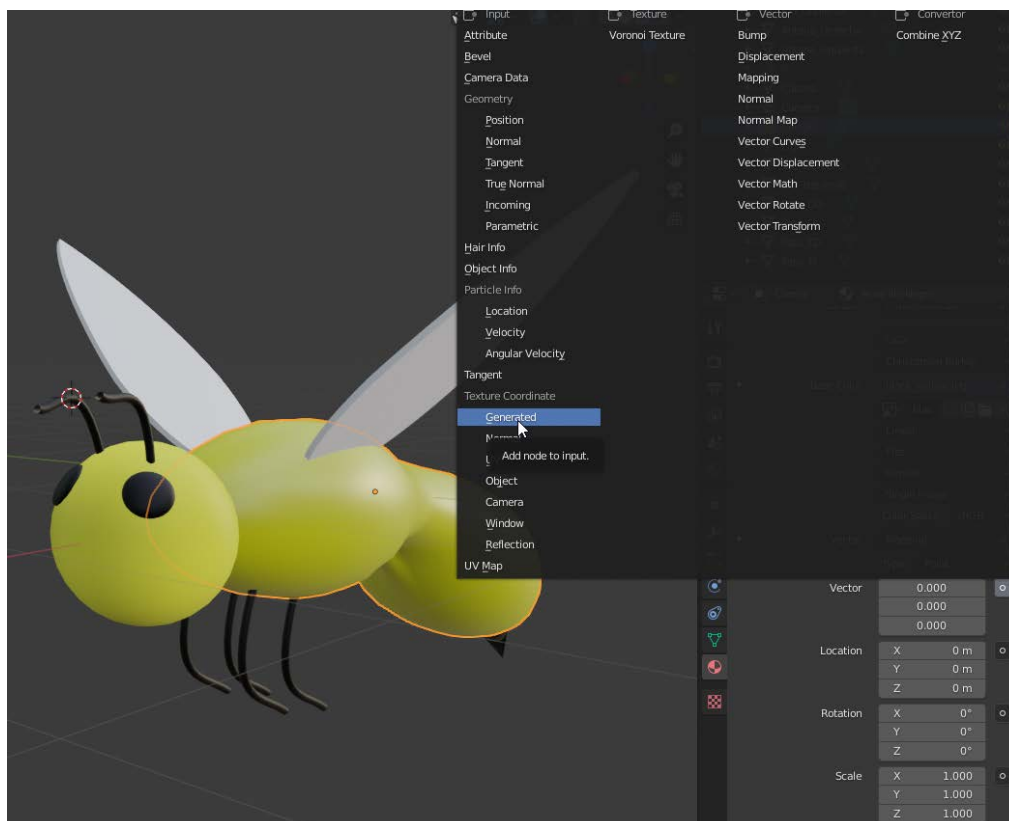 Input
Attribute
Bevel
Camera Data
Geometry
Position
Normal
Tangent
True Normal
Incoming
Parametric
Hair Info
Object Info
Particle Info
Location
Velocity
Angular Velocity
Tangent
Texture Coordinate
Generated
Normal
Add node to input.
Object
Camera
Window
Reflection
UV Map
Texture
Voronoi Texture
Vector
Bump
Displacement
Mapping
Normal
Normal Map
Vector Curves
Vector Displacement
Vector Math
Vector Rotate
Vector Transform
Convertor
Combine XYZ
Vector 0.000
0.000
0.000
Location X 0 m
Y 0 m
Z 0 m
Rotation X 0°
Y 0°
Z 0°
Scale X 1.000
Y 1.000
Z 1.000